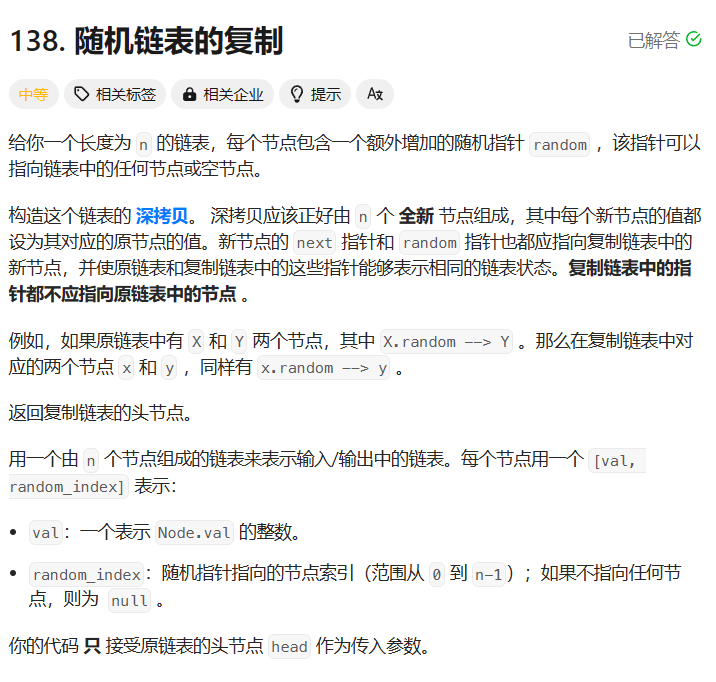 138. 随机链表的复制
已解答
中等
相关标签
相关企业
提示
给你一个长度为 n 的链表，每个节点包含一个额外增加的随机指针 random ，该指针可以
指向链表中的任何节点或空节点。
构造这个链表的 深拷贝。 深拷贝应该正好由 n 个 全新 节点组成，其中每个新节点的值都
设为其对应的原节点的值。新节点的 next 指针和 random 指针也都应指向复制链表中的
新节点，并使原链表和复制链表中的这些指针能够表示相同的链表状态。复制链表中的指
针都不应指向原链表中的节点 。
例如，如果原链表中有 X 和 Y 两个节点，其中 X.random --> Y 。那么在复制链表中对
应的两个节点 x 和 y ，同样有 x.random --> y 。
返回复制链表的头节点。
用一个由 n 个节点组成的链表来表示输入/输出中的链表。每个节点用一个 [val,
random_index] 表示：
• val：一个表示 Node.val 的整数。
• random_index：随机指针指向的节点索引（范围从 0 到 n-1）；如果不指向任何节
点，则为 null 。
你的代码 只 接受原链表的头节点 head 作为传入参数。